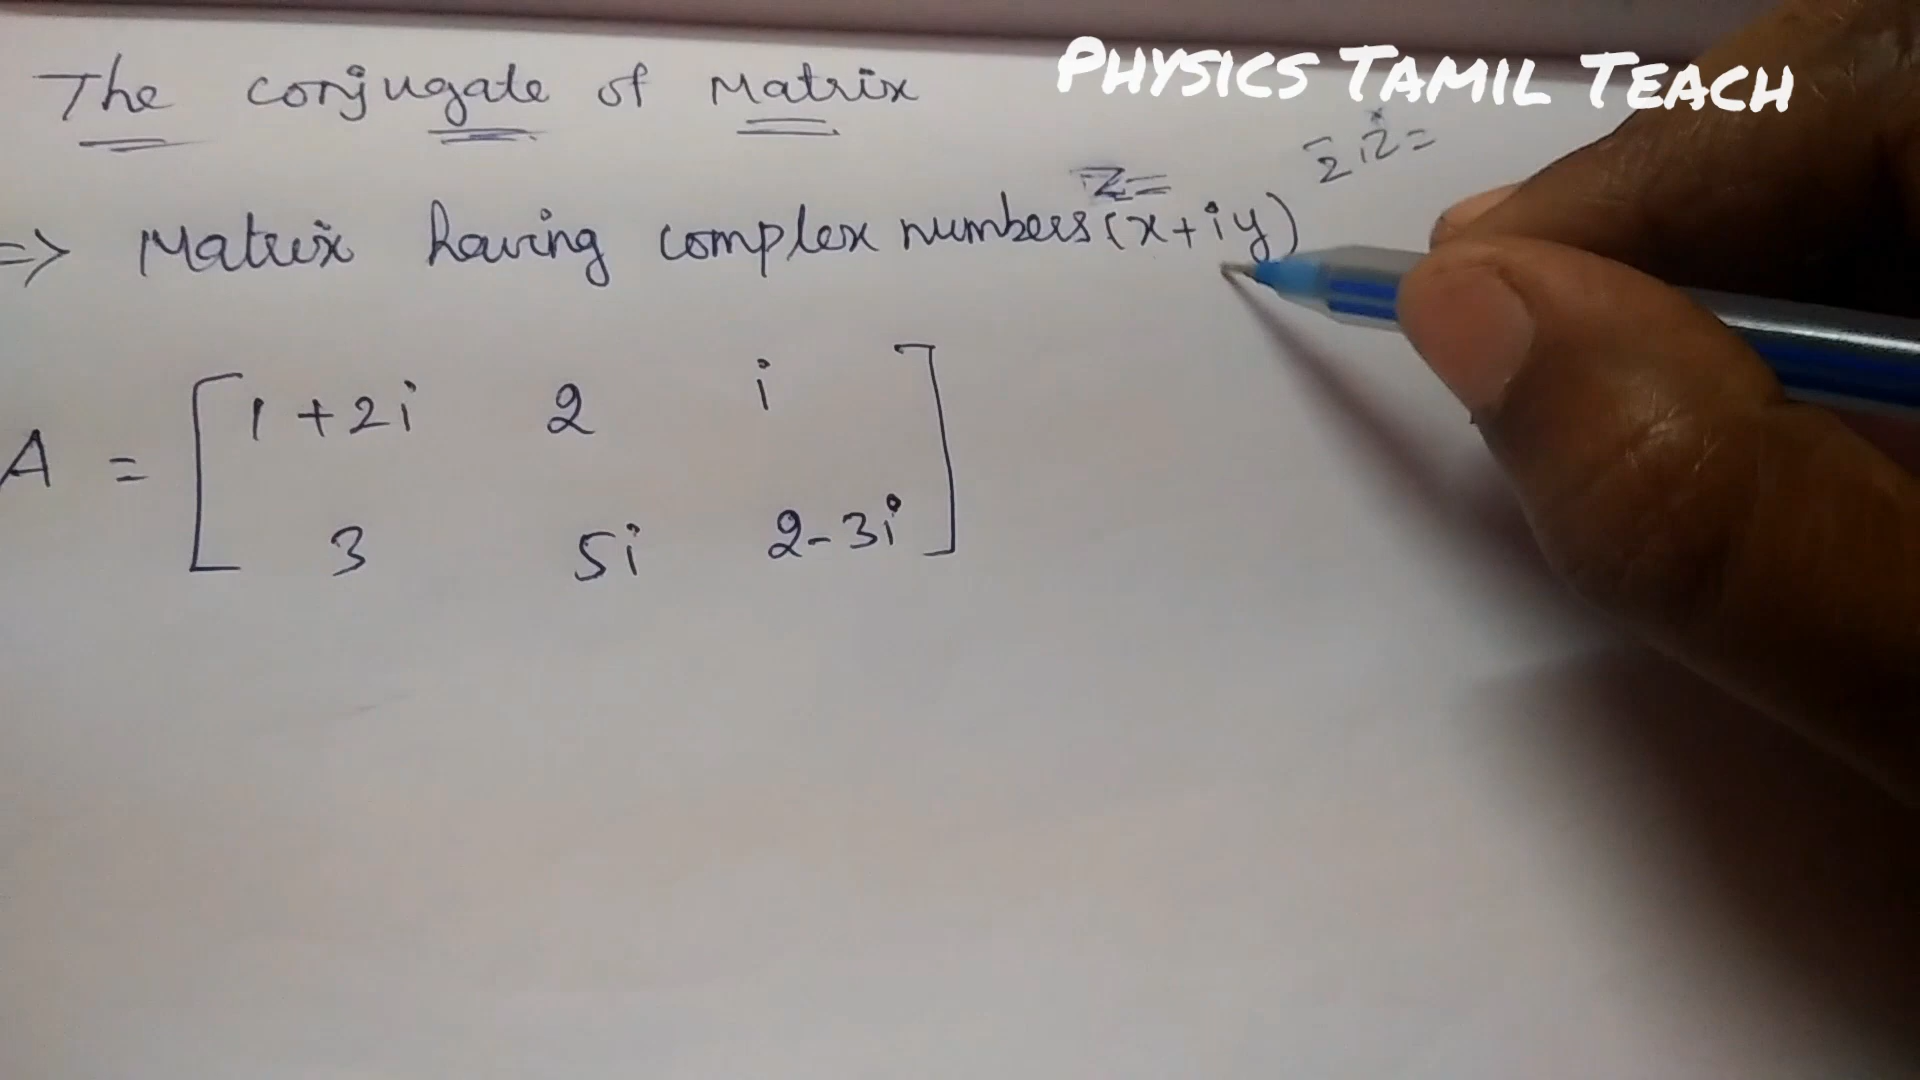 The conjugate of Matrix
PHYSICS TAMIL TEACH
z̄ , z* =
z =
=> Matrix having complex numbers (x+iy)
A = [ 1+2i 2 i
3 5i 2-3i ]